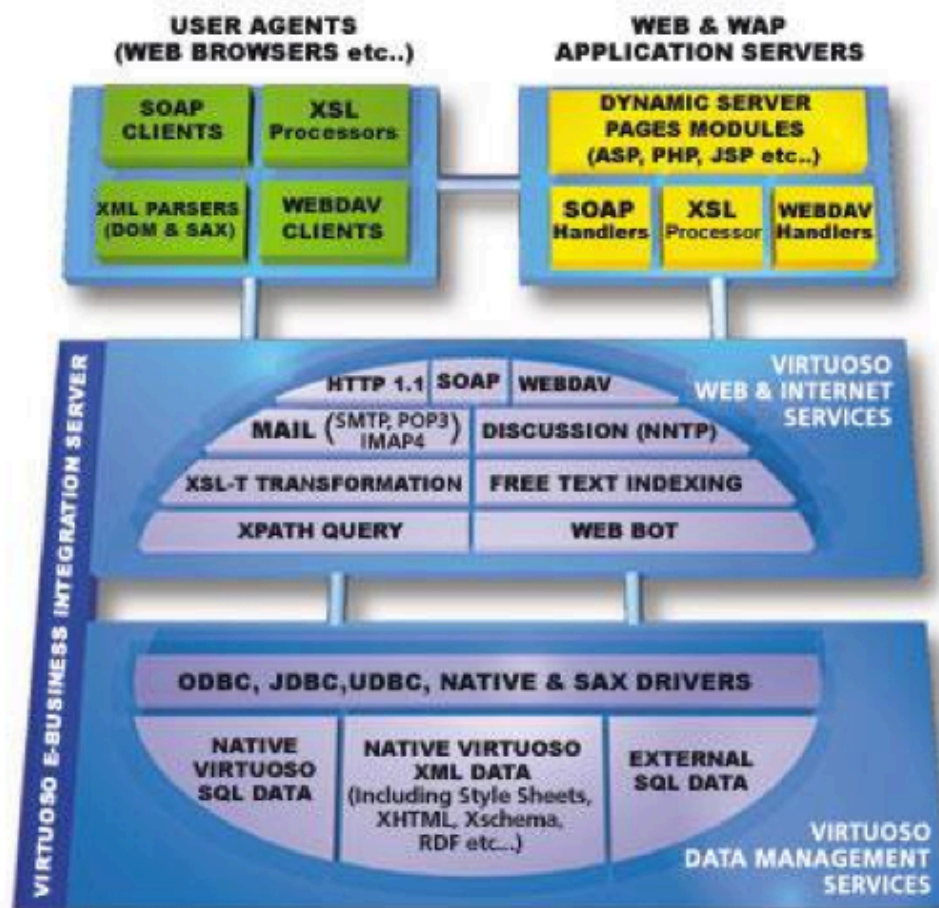 USER AGENTS
(WEB BROWSERS etc..)
WEB & WAP
APPLICATION SERVERS
SOAP
CLIENTS
XSL
Processors
XML PARSERS
(DOM & SAX)
WEBDAV
CLIENTS
DYNAMIC SERVER
PAGES MODULES
(ASP, PHP, JSP etc..)
SOAP
Handlers
XSL
Processor
WEBDAV
Handlers
VIRTUOSO E-BUSINESS INTEGRATION SERVER
VIRTUOSO
WEB & INTERNET
SERVICES
HTTP 1.1
SOAP
WEBDAV
MAIL (SMTP, POP3
IMAP4)
DISCUSSION (NNTP)
XSL-T TRANSFORMATION
FREE TEXT INDEXING
XPATH QUERY
WEB BOT
ODBC, JDBC,UDBC, NATIVE & SAX DRIVERS
NATIVE
VIRTUOSO
SQL DATA
NATIVE VIRTUOSO
XML DATA
(Including Style Sheets,
XHTML, Xschema,
RDF etc...)
EXTERNAL
SQL DATA
VIRTUOSO
DATA MANAGEMENT
SERVICES